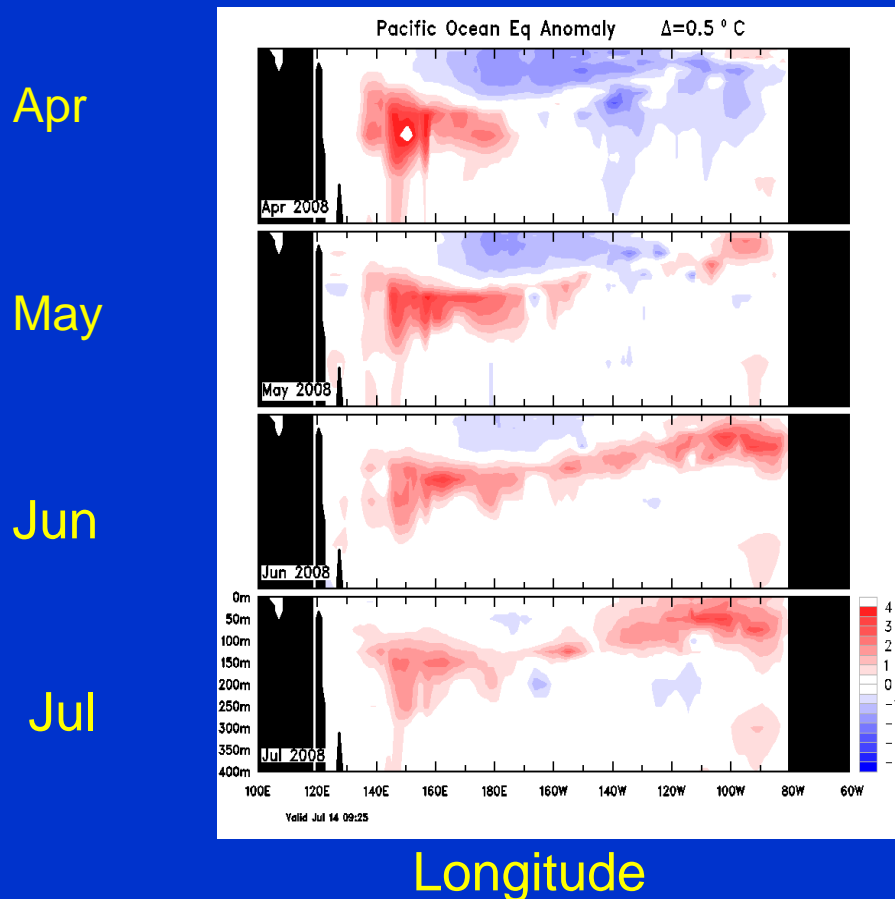 Pacific Ocean Eq Anomaly Δ=0.5 ° C
Apr
Apr 2008
May
May 2008
Jun
Jun 2008
Jul
0m
50m
100m
150m
200m
250m
300m
350m
400m
Jul 2008
4
3
2
1
0
-
-
-
-
100E 120E 140E 160E 180E 160W 140W 120W 100W 80W 60W
Valid Jul 14 09:25
Longitude